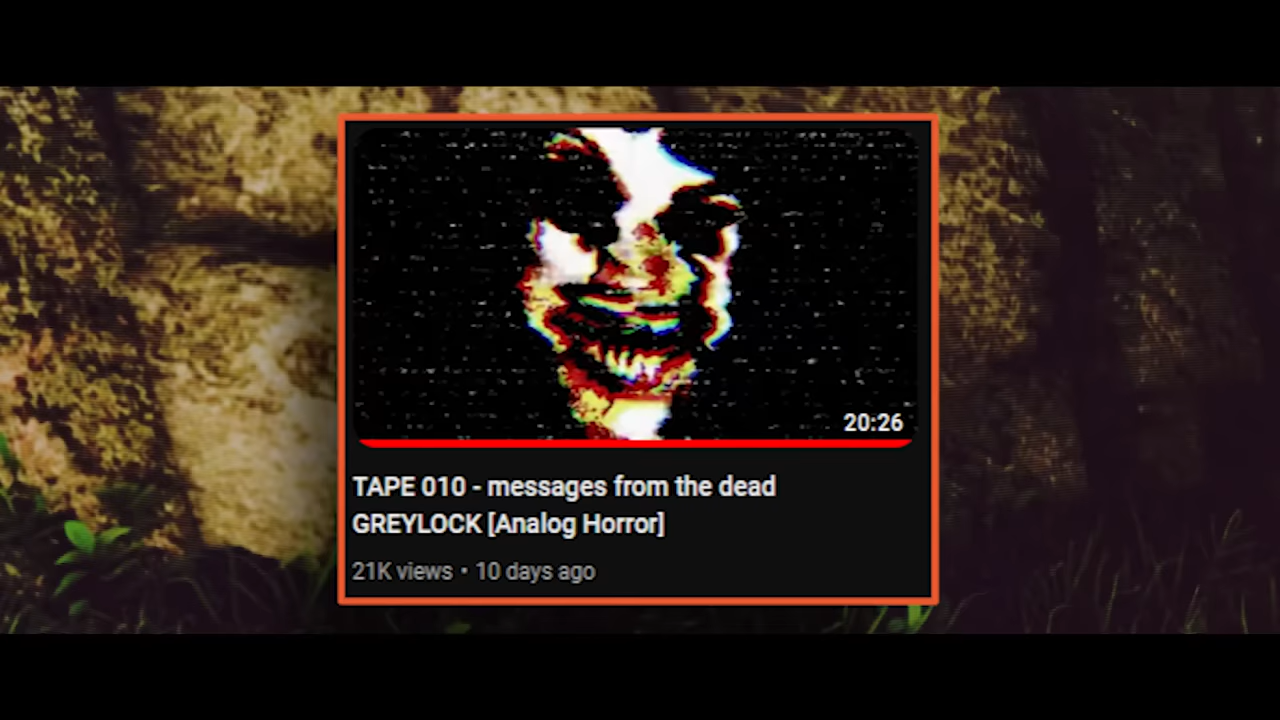 20:26
TAPE 010 - messages from the dead
GREYLOCK [Analog Horror]
21K views • 10 days ago